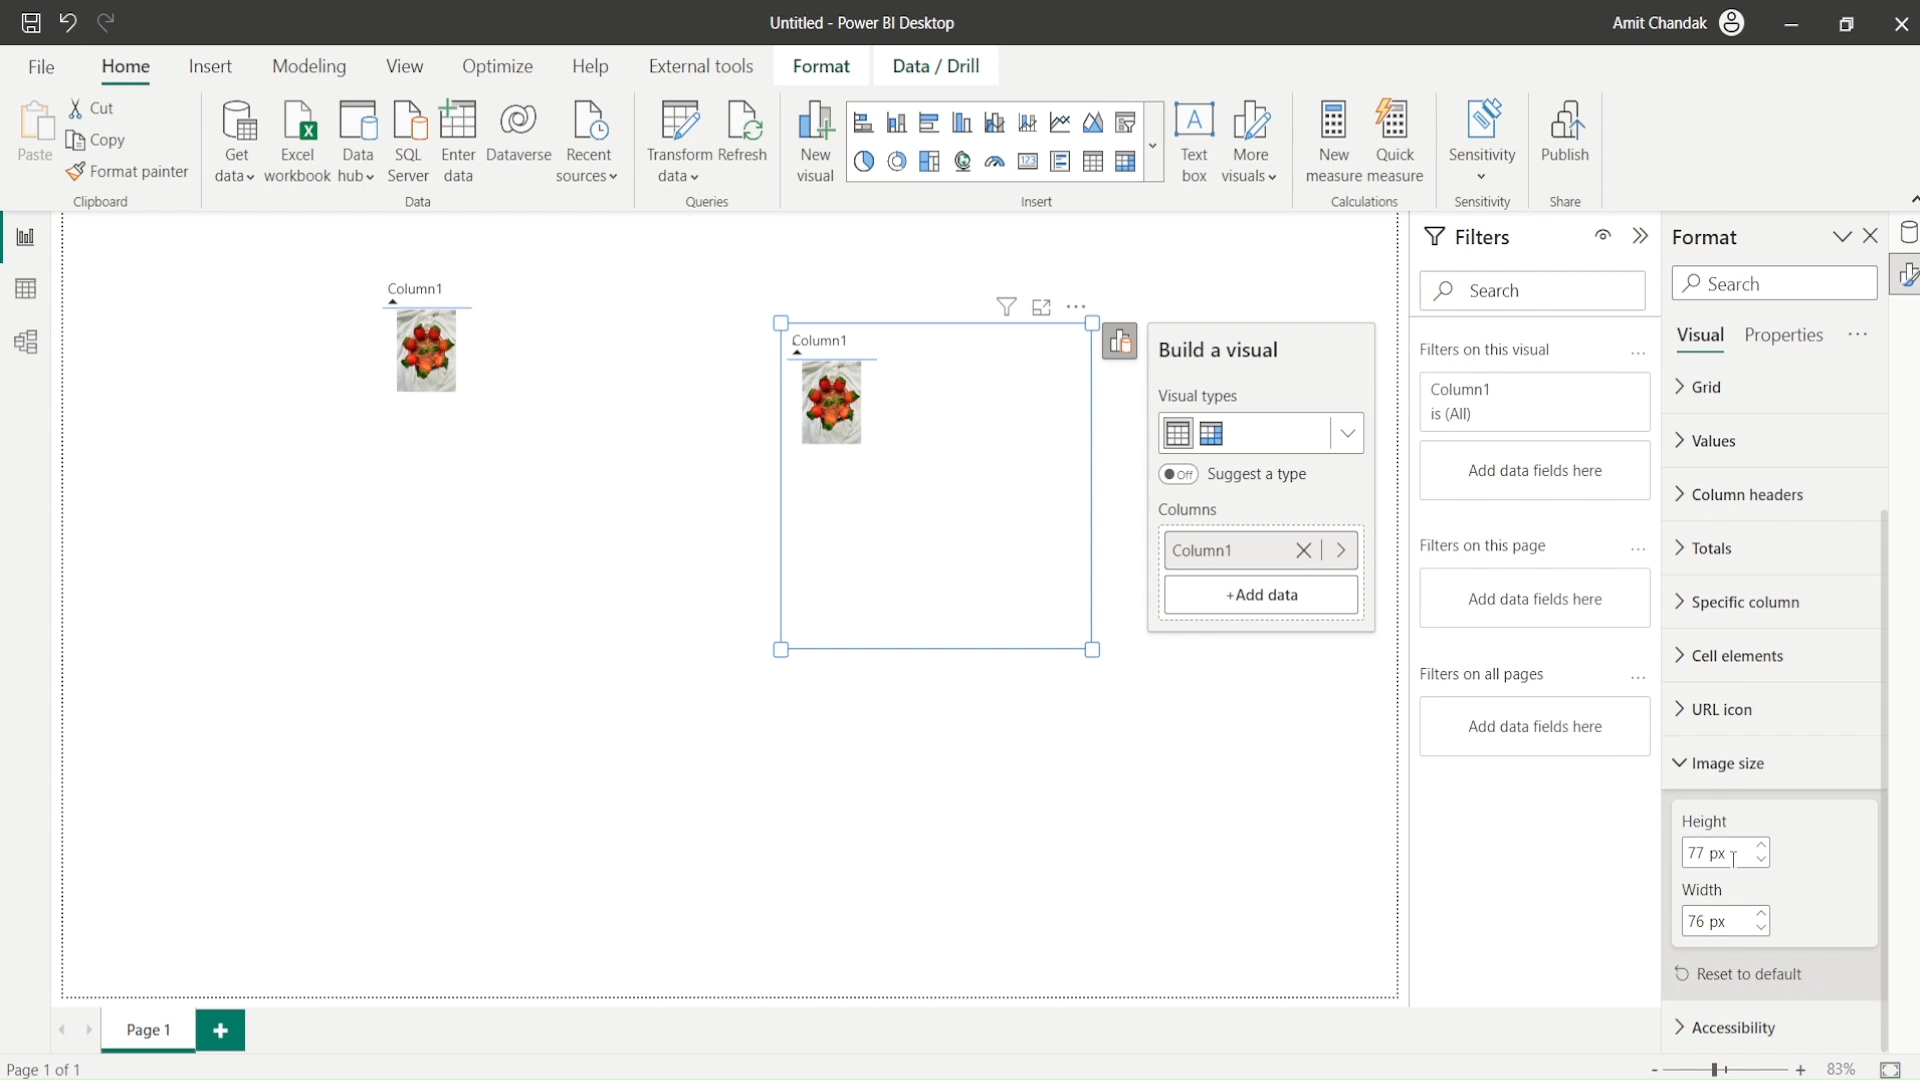 Untitled - Power BI Desktop
Amit Chandak
File Home Insert Modeling View Optimize Help External tools Format Data / Drill
Paste
Cut
Copy
Format painter
Clipboard
Get data
Excel workbook
Data hub
SQL Server
Enter data
Dataverse
Recent sources
Data
Transform data
Refresh
Queries
New visual
A
123
Text box
More visuals
Insert
New measure
Quick measure
Calculations
Sensitivity
Sensitivity
Publish
Share
Column1
Column1
Build a visual
Visual types
Off Suggest a type
Columns
Column1
+Add data
Filters
Search
Filters on this visual ...
Column1
is (All)
Add data fields here
Filters on this page ...
Add data fields here
Filters on all pages ...
Add data fields here
Format
Search
Visual Properties ...
Grid
Values
Column headers
Totals
Specific column
Cell elements
URL icon
Image size
Height
77 px
Width
76 px
Reset to default
Accessibility
Page 1 +
Page 1 of 1
- + 83%